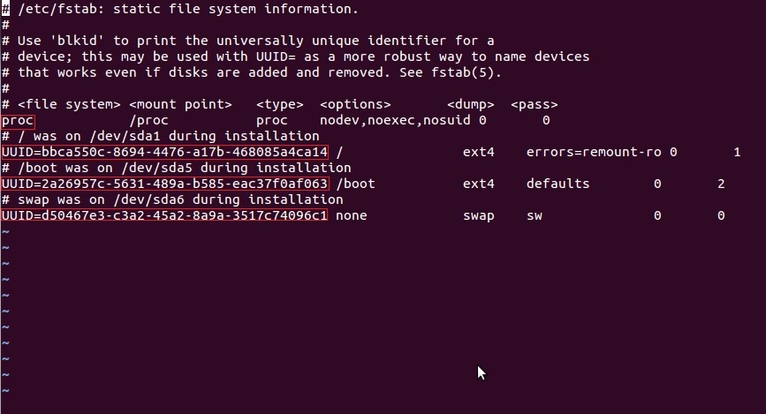 # /etc/fstab: static file system information.
#
# Use 'blkid' to print the universally unique identifier for a
# device; this may be used with UUID= as a more robust way to name devices
# that works even if disks are added and removed. See fstab(5).
#
# <file system> <mount point>   <type>  <options>       <dump>  <pass>
proc            /proc           proc    nodev,noexec,nosuid 0       0
# / was on /dev/sda1 during installation
UUID=bbca550c-8694-4476-a17b-468085a4ca14 /               ext4    errors=remount-ro 0       1
# /boot was on /dev/sda5 during installation
UUID=2a26957c-5631-489a-b585-eac37f0af063 /boot           ext4    defaults        0       2
# swap was on /dev/sda6 during installation
UUID=d50467e3-c3a2-45a2-8a9a-3517c74096c1 none            swap    sw              0       0
~
~
~
~
~
~
~
~
~
~
~